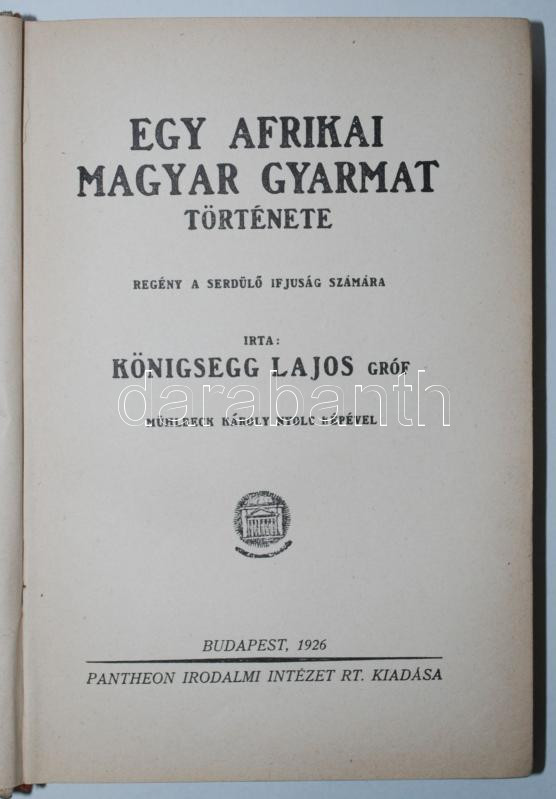 EGY AFRIKAI
MAGYAR GYARMAT
TÖRTÉNETE
REGÉNY A SERDÜLŐ IFJUSÁG SZÁMÁRA
IRTA:
KÖNIGSEGG LAJOS GRÓF
darabanth
MÜHLBECK KÁROLY NYOLC KÉPÉVEL
BUDAPEST, 1926
PANTHEON IRODALMI INTÉZET RT. KIADÁSA